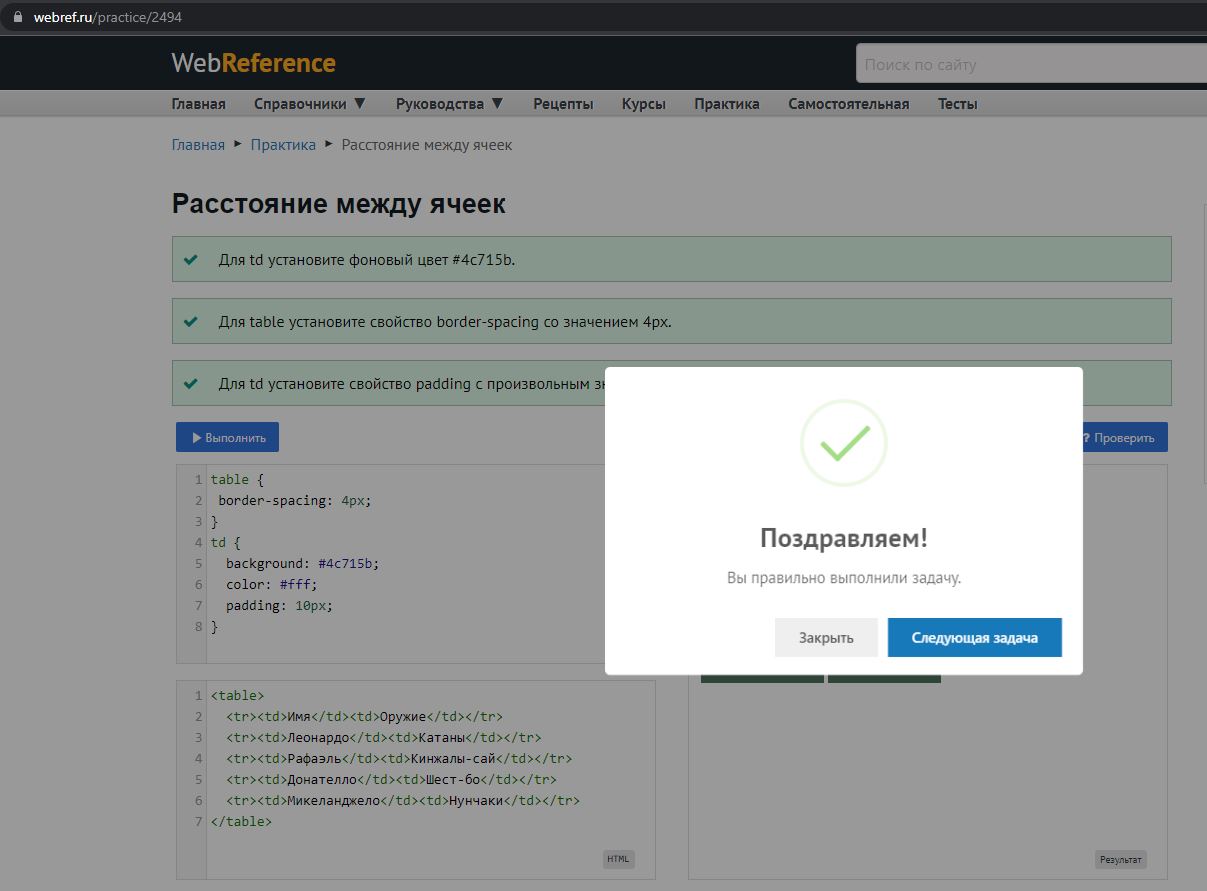 webref.ru/practice/2494
WebReference
Поиск по сайту
Главная Справочники ▼ Руководства ▼ Рецепты Курсы Практика Самостоятельная Тесты
Главная ► Практика ► Расстояние между ячеек
Расстояние между ячеек
Для td установите фоновый цвет #4c715b.
Для table установите свойство border-spacing со значением 4px.
Для td установите свойство padding с произвольным
Выполнить
? Проверить
1 table {
2 border-spacing: 4px;
3 }
4 td {
5 background: #4c715b;
6 color: #fff;
7 padding: 10px;
8 }
Поздравляем!
Вы правильно выполнили задачу.
Закрыть Следующая задача
1 <table>
2 <tr><td>Имя</td><td>Оружие</td></tr>
3 <tr><td>Леонардо</td><td>Катаны</td></tr>
4 <tr><td>Рафаэль</td><td>Кинжалы-сай</td></tr>
5 <tr><td>Донателло</td><td>Шест-бо</td></tr>
6 <tr><td>Микеланджело</td><td>Нунчаки</td></tr>
7 </table>
HTML
Результат